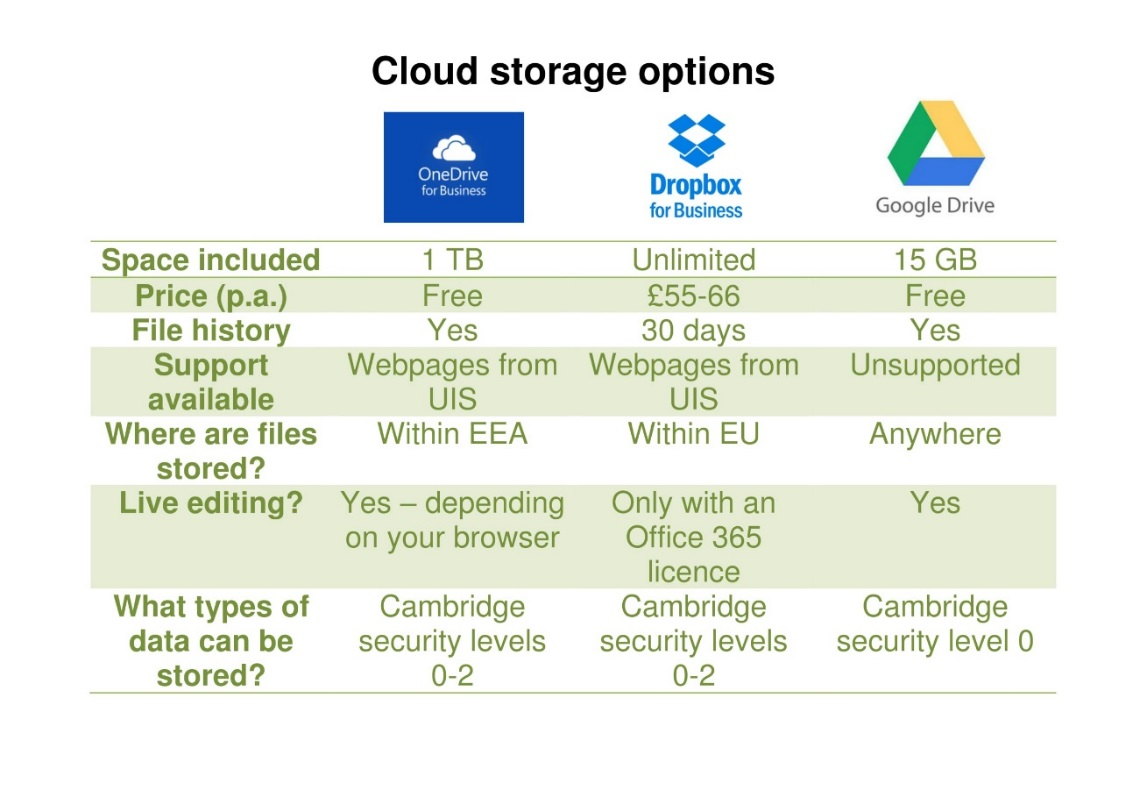 Cloud storage options
OneDrive
for Business
Dropbox
for Business
Google Drive
Space included 1 TB Unlimited 15 GB
Price (p.a.) Free £55-66 Free
File history Yes 30 days Yes
Support Webpages from Webpages from Unsupported
available UIS UIS
Where are files Within EEA Within EU Anywhere
stored?
Live editing? Yes – depending Only with an Yes
on your browser Office 365
licence
What types of Cambridge Cambridge Cambridge
data can be security levels security levels security level 0
stored? 0-2 0-2